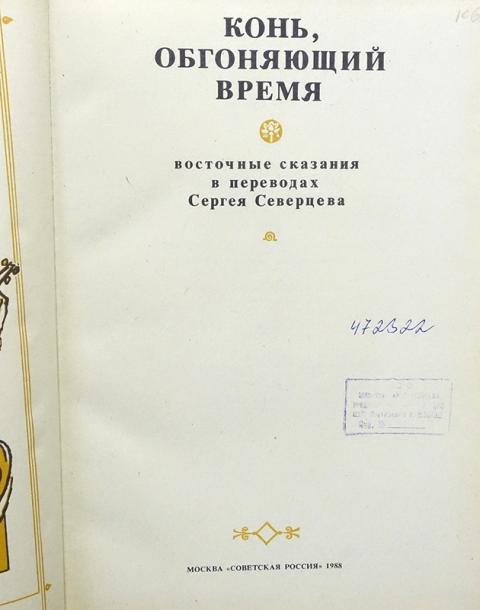 КОНЬ,
ОБГОНЯЮЩИЙ
ВРЕМЯ
восточные сказания
в переводах
Сергея Северцева
472322
МОСКВА «СОВЕТСКАЯ РОССИЯ» 1988